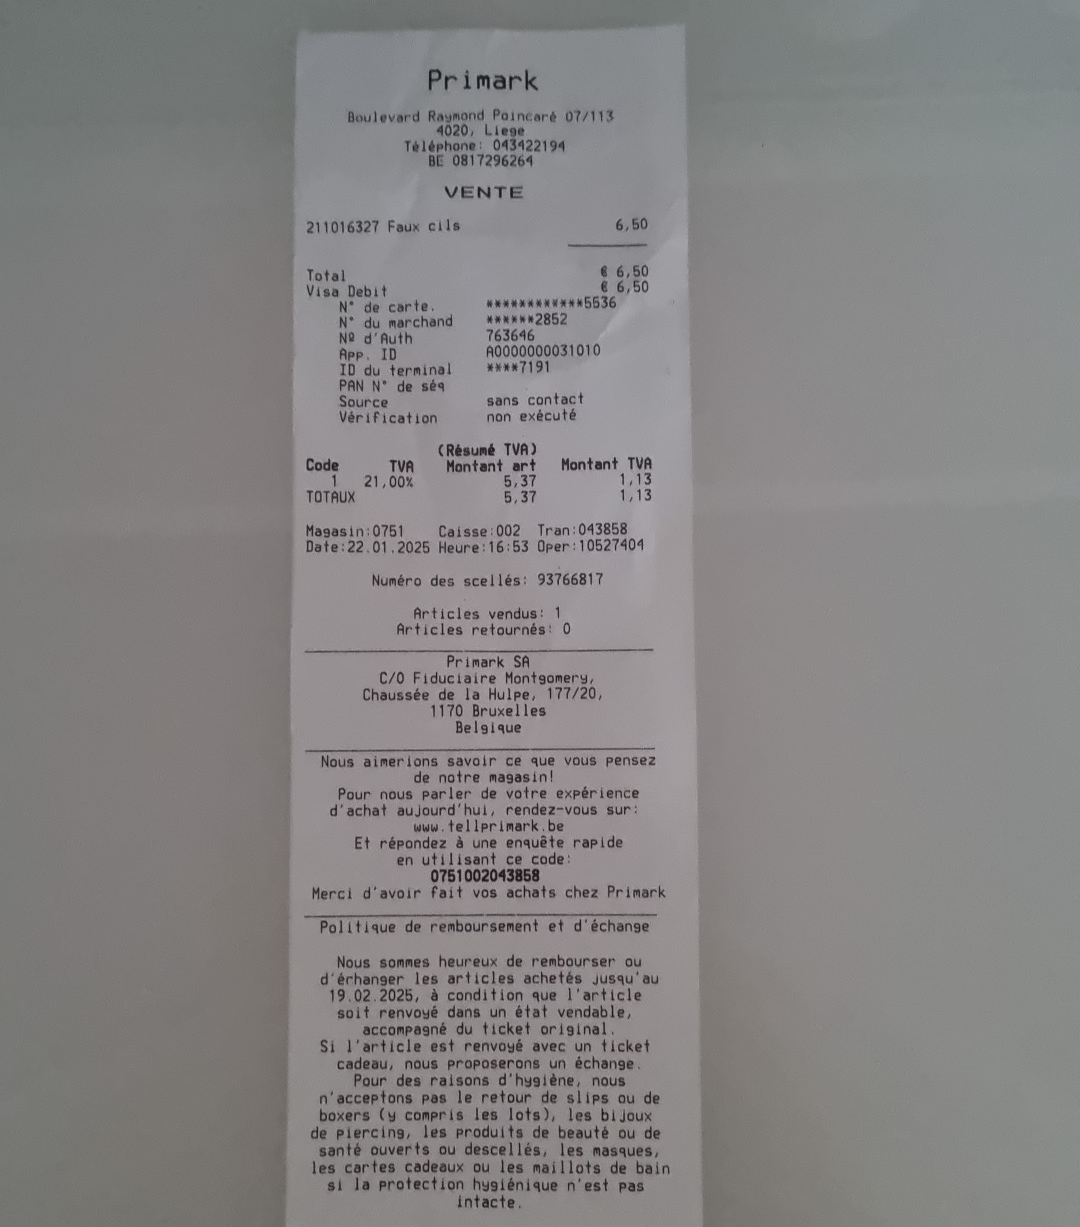 Primark
Boulevard Raymond Poincaré 07/113
4020, Liege
Téléphone: 043422194
BE 0817296264
VENTE
211016327 Faux cils 6,50
Total € 6,50
Visa Debit € 6,50
N° de carte. ************5536
N° du marchand ******2852
Nº d'Auth 763646
App. ID A0000000031010
ID du terminal ****7191
PAN N° de séq
Source sans contact
Vérification non exécuté
(Résumé TVA)
Code TVA Montant art Montant TVA
1 21,00% 5,37 1,13
TOTAUX 5,37 1,13
Magasin:0751 Caisse:002 Tran:043858
Date:22.01.2025 Heure:16:53 Oper:10527404
Numéro des scellés: 93766817
Articles vendus: 1
Articles retournés: 0
Primark SA
C/O Fiduciaire Montgomery,
Chaussée de la Hulpe, 177/20,
1170 Bruxelles
Belgique
Nous aimerions savoir ce que vous pensez
de notre magasin!
Pour nous parler de votre expérience
d'achat aujourd'hui, rendez-vous sur:
www.tellprimark.be
Et répondez à une enquête rapide
en utilisant ce code:
0751002043858
Merci d'avoir fait vos achats chez Primark
Politique de remboursement et d'échange
Nous sommes heureux de rembourser ou
d'érhanger les articles achetés jusqu'au
19.02.2025, à condition que l'article
soit renvoyé dans un état vendable,
accompagné du ticket original.
Si l'article est renvoyé avec un ticket
cadeau, nous proposerons un échange.
Pour des raisons d'hygiène, nous
n'acceptons pas le retour de slips ou de
boxers (y compris les lots), les bijoux
de piercing, les produits de beauté ou de
santé ouverts ou descellés, les masques,
les cartes cadeaux ou les maillots de bain
si la protection hygiénique n'est pas
intacte.